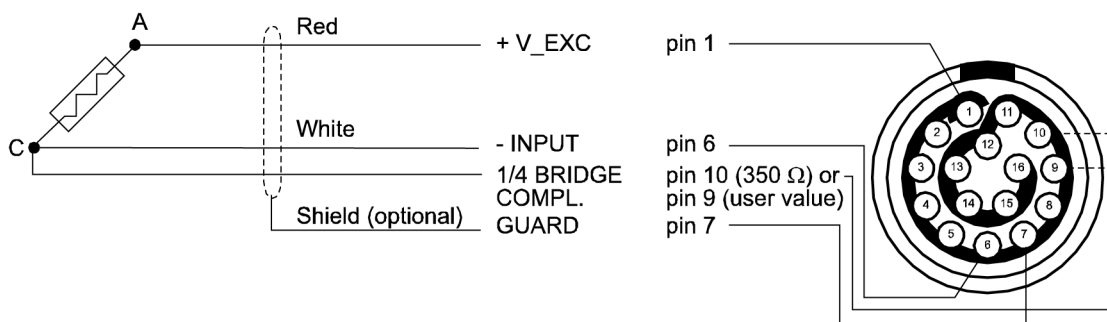 A
Red
+ V_EXC
pin 1
C
White
- INPUT
pin 6
1/4 BRIDGE
COMPL.
pin 10 (350 Ω) or
pin 9 (user value)
Shield (optional)
GUARD
pin 7
1
2
3
4
5
6
7
8
9
10
11
12
13
14
15
16